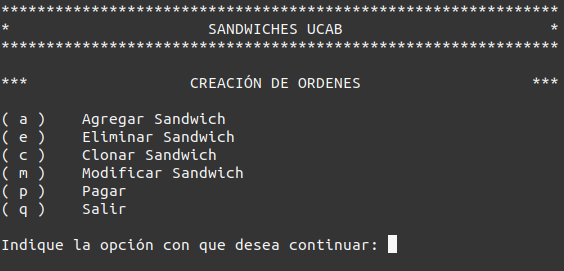 **************************************************************
*                      SANDWICHES UCAB                       *
**************************************************************
***                  CREACIÓN DE ORDENES                   ***
( a )    Agregar Sandwich
( e )    Eliminar Sandwich
( c )    Clonar Sandwich
( m )    Modificar Sandwich
( p )    Pagar
( q )    Salir
Indique la opción con que desea continuar: